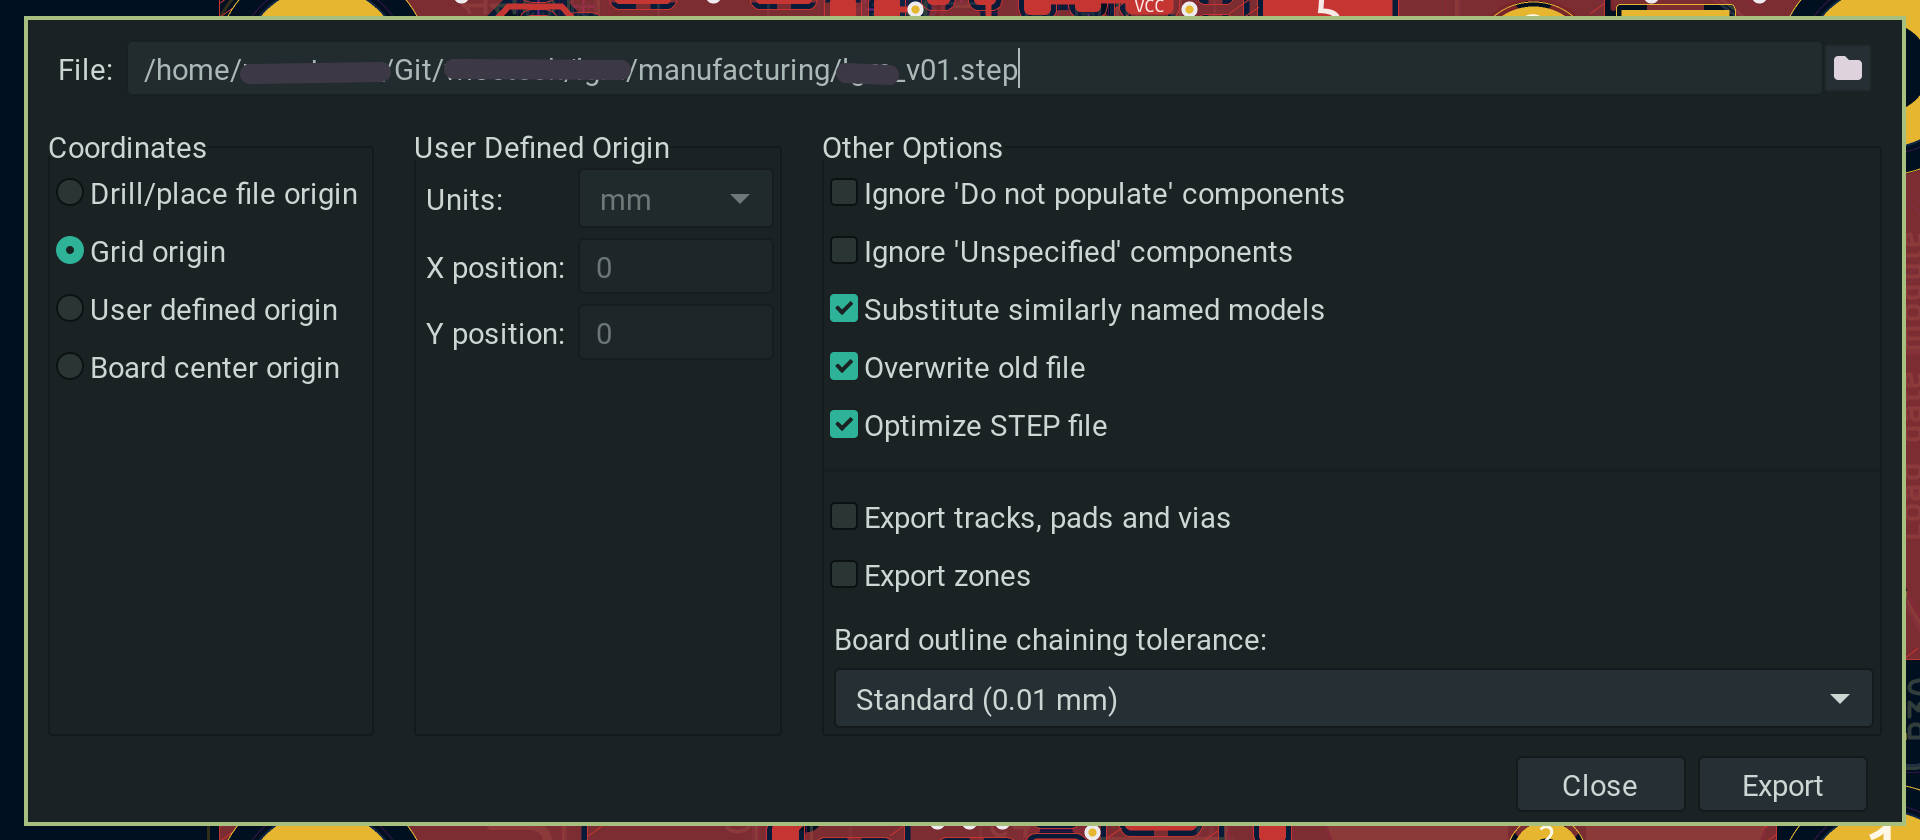 VCC
5
File: /home/ /Git/ /manufacturing/ _v01.step
Coordinates
Drill/place file origin
Grid origin
User defined origin
Board center origin
User Defined Origin
Units: mm
X position: 0
Y position: 0
Other Options
Ignore 'Do not populate' components
Ignore 'Unspecified' components
Substitute similarly named models
Overwrite old file
Optimize STEP file
Export tracks, pads and vias
Export zones
Board outline chaining tolerance:
Standard (0.01 mm)
Close
Export
2
1